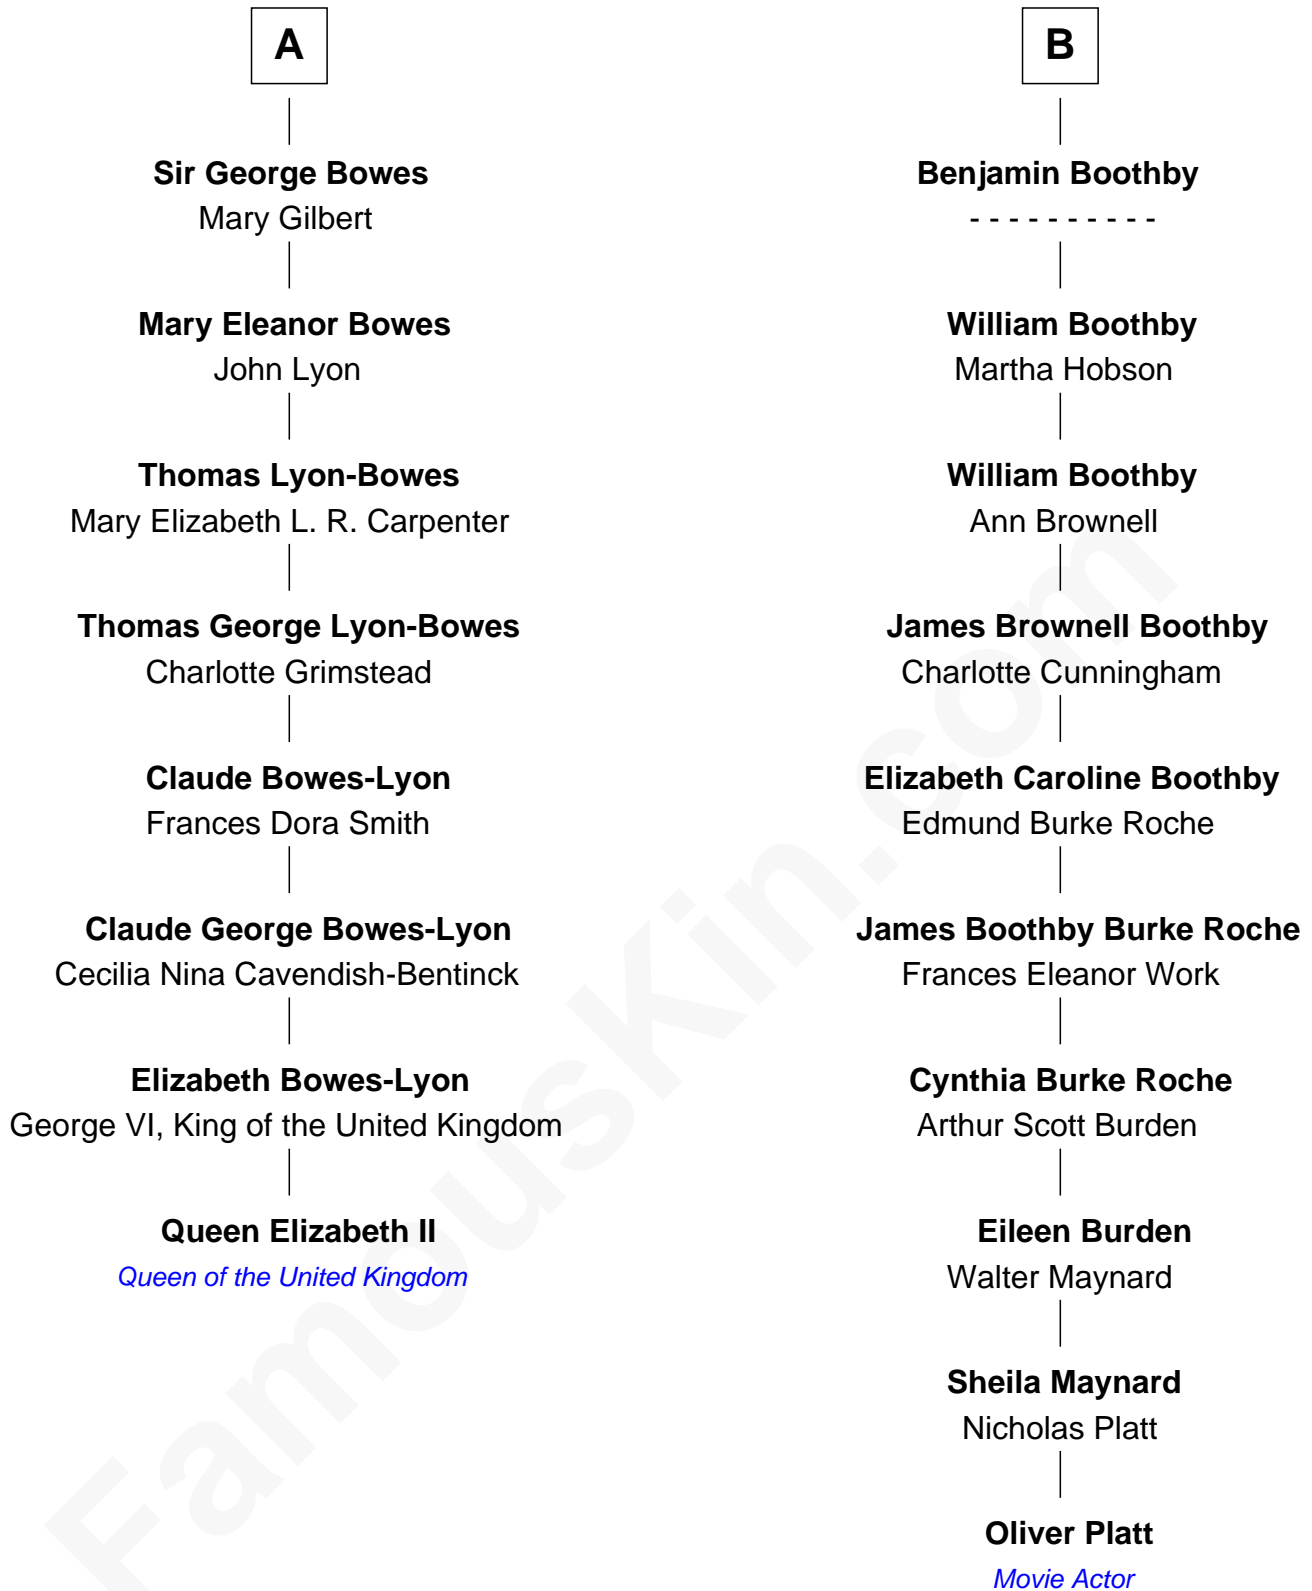 A
Sir George Bowes
Mary Gilbert
Mary Eleanor Bowes
John Lyon
Thomas Lyon-Bowes
Mary Elizabeth L. R. Carpenter
Thomas George Lyon-Bowes
Charlotte Grimstead
Claude Bowes-Lyon
Frances Dora Smith
Claude George Bowes-Lyon
Cecilia Nina Cavendish-Bentinck
Elizabeth Bowes-Lyon
George VI, King of the United Kingdom
Queen Elizabeth II
Queen of the United Kingdom
B
Benjamin Boothby
- - - - - - - - - -
William Boothby
Martha Hobson
William Boothby
Ann Brownell
James Brownell Boothby
Charlotte Cunningham
Elizabeth Caroline Boothby
Edmund Burke Roche
James Boothby Burke Roche
Frances Eleanor Work
Cynthia Burke Roche
Arthur Scott Burden
Eileen Burden
Walter Maynard
Sheila Maynard
Nicholas Platt
Oliver Platt
Movie Actor
FamousKin.com